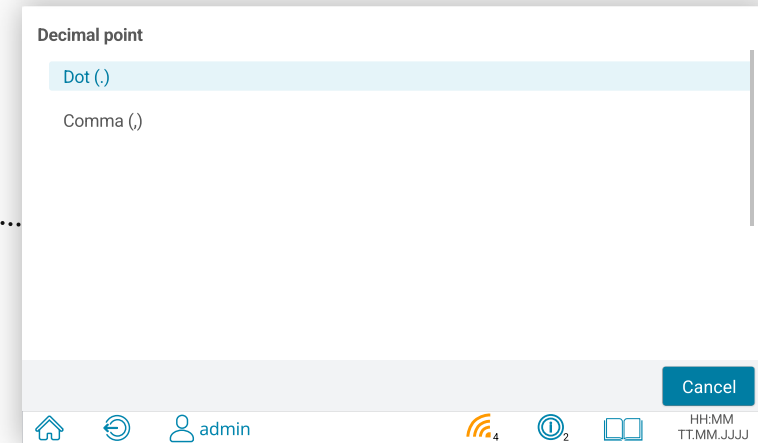 Decimal point
Dot (.)
Comma (,)
Cancel
admin
4
2
HH:MM
TT.MM.JJJJ